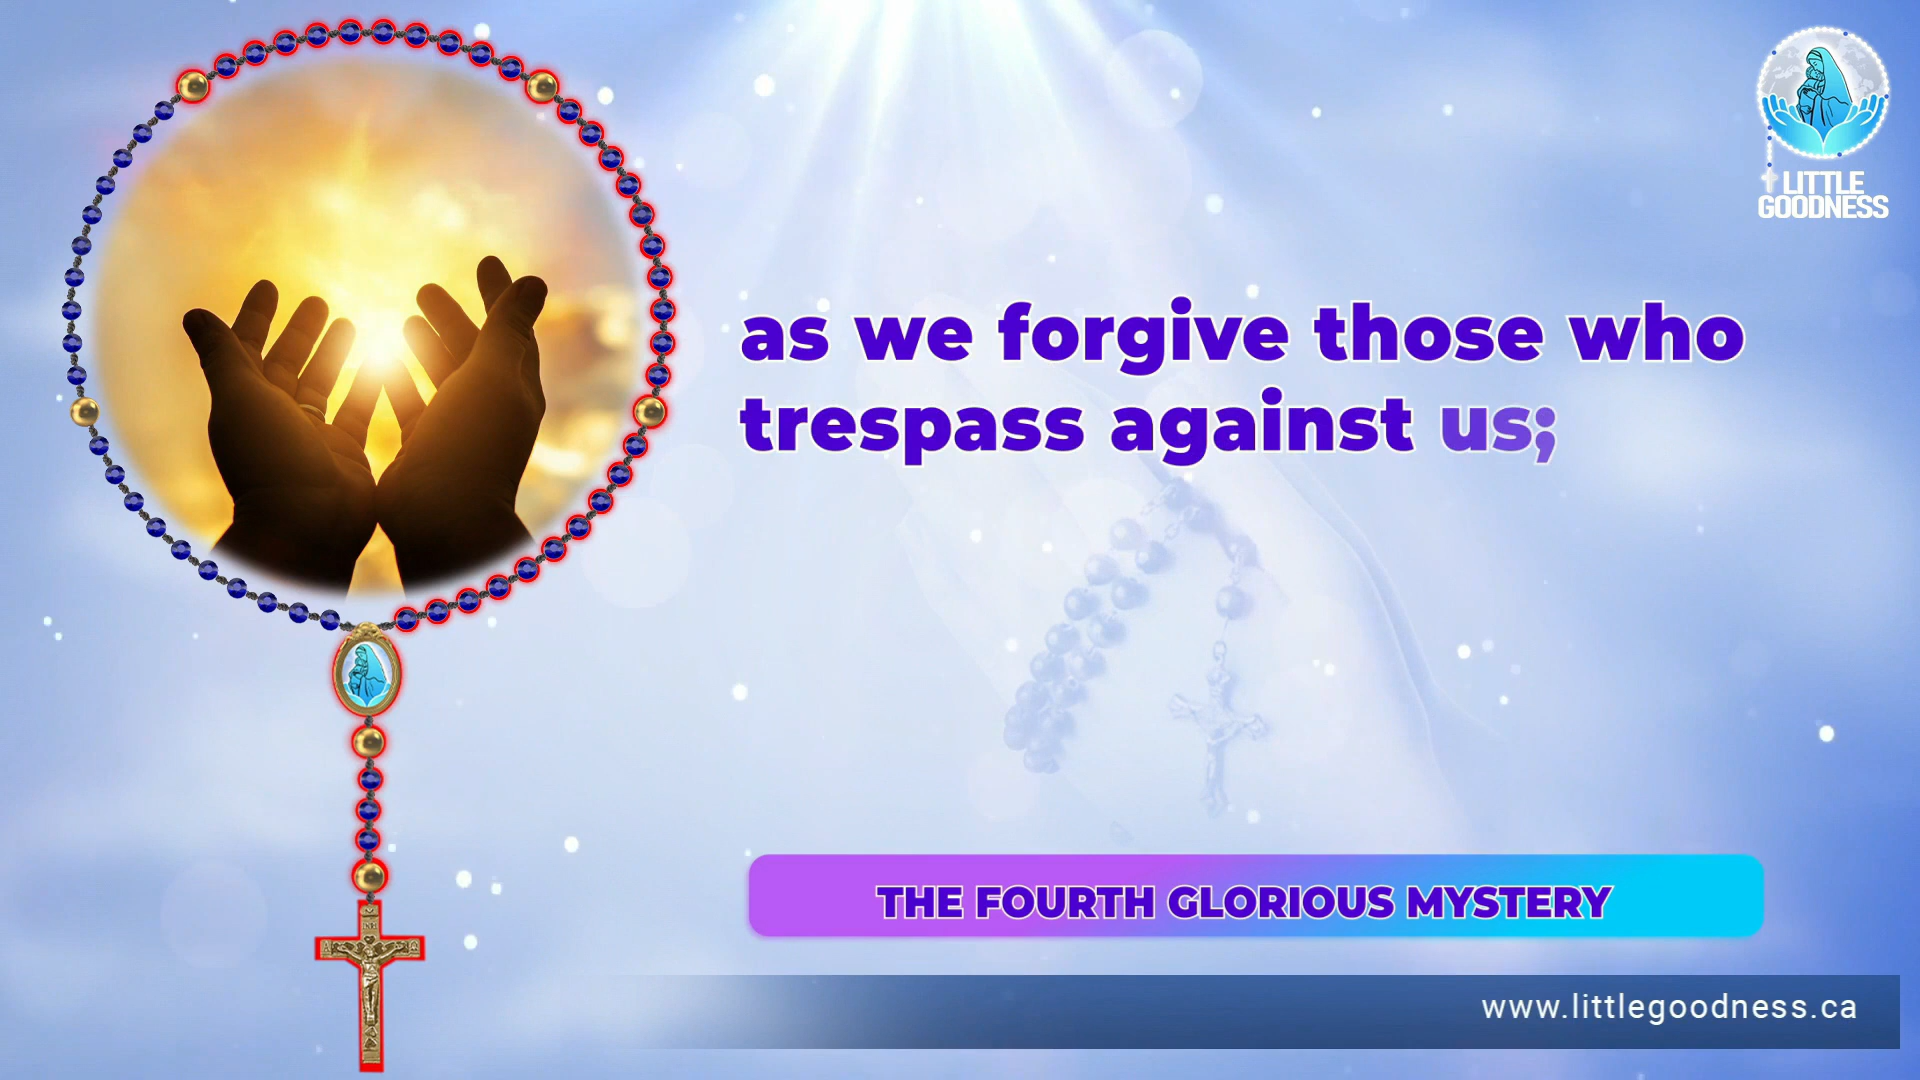 LITTLE
GOODNESS
as we forgive those who
trespass against us;
THE FOURTH GLORIOUS MYSTERY
www.littlegoodness.ca